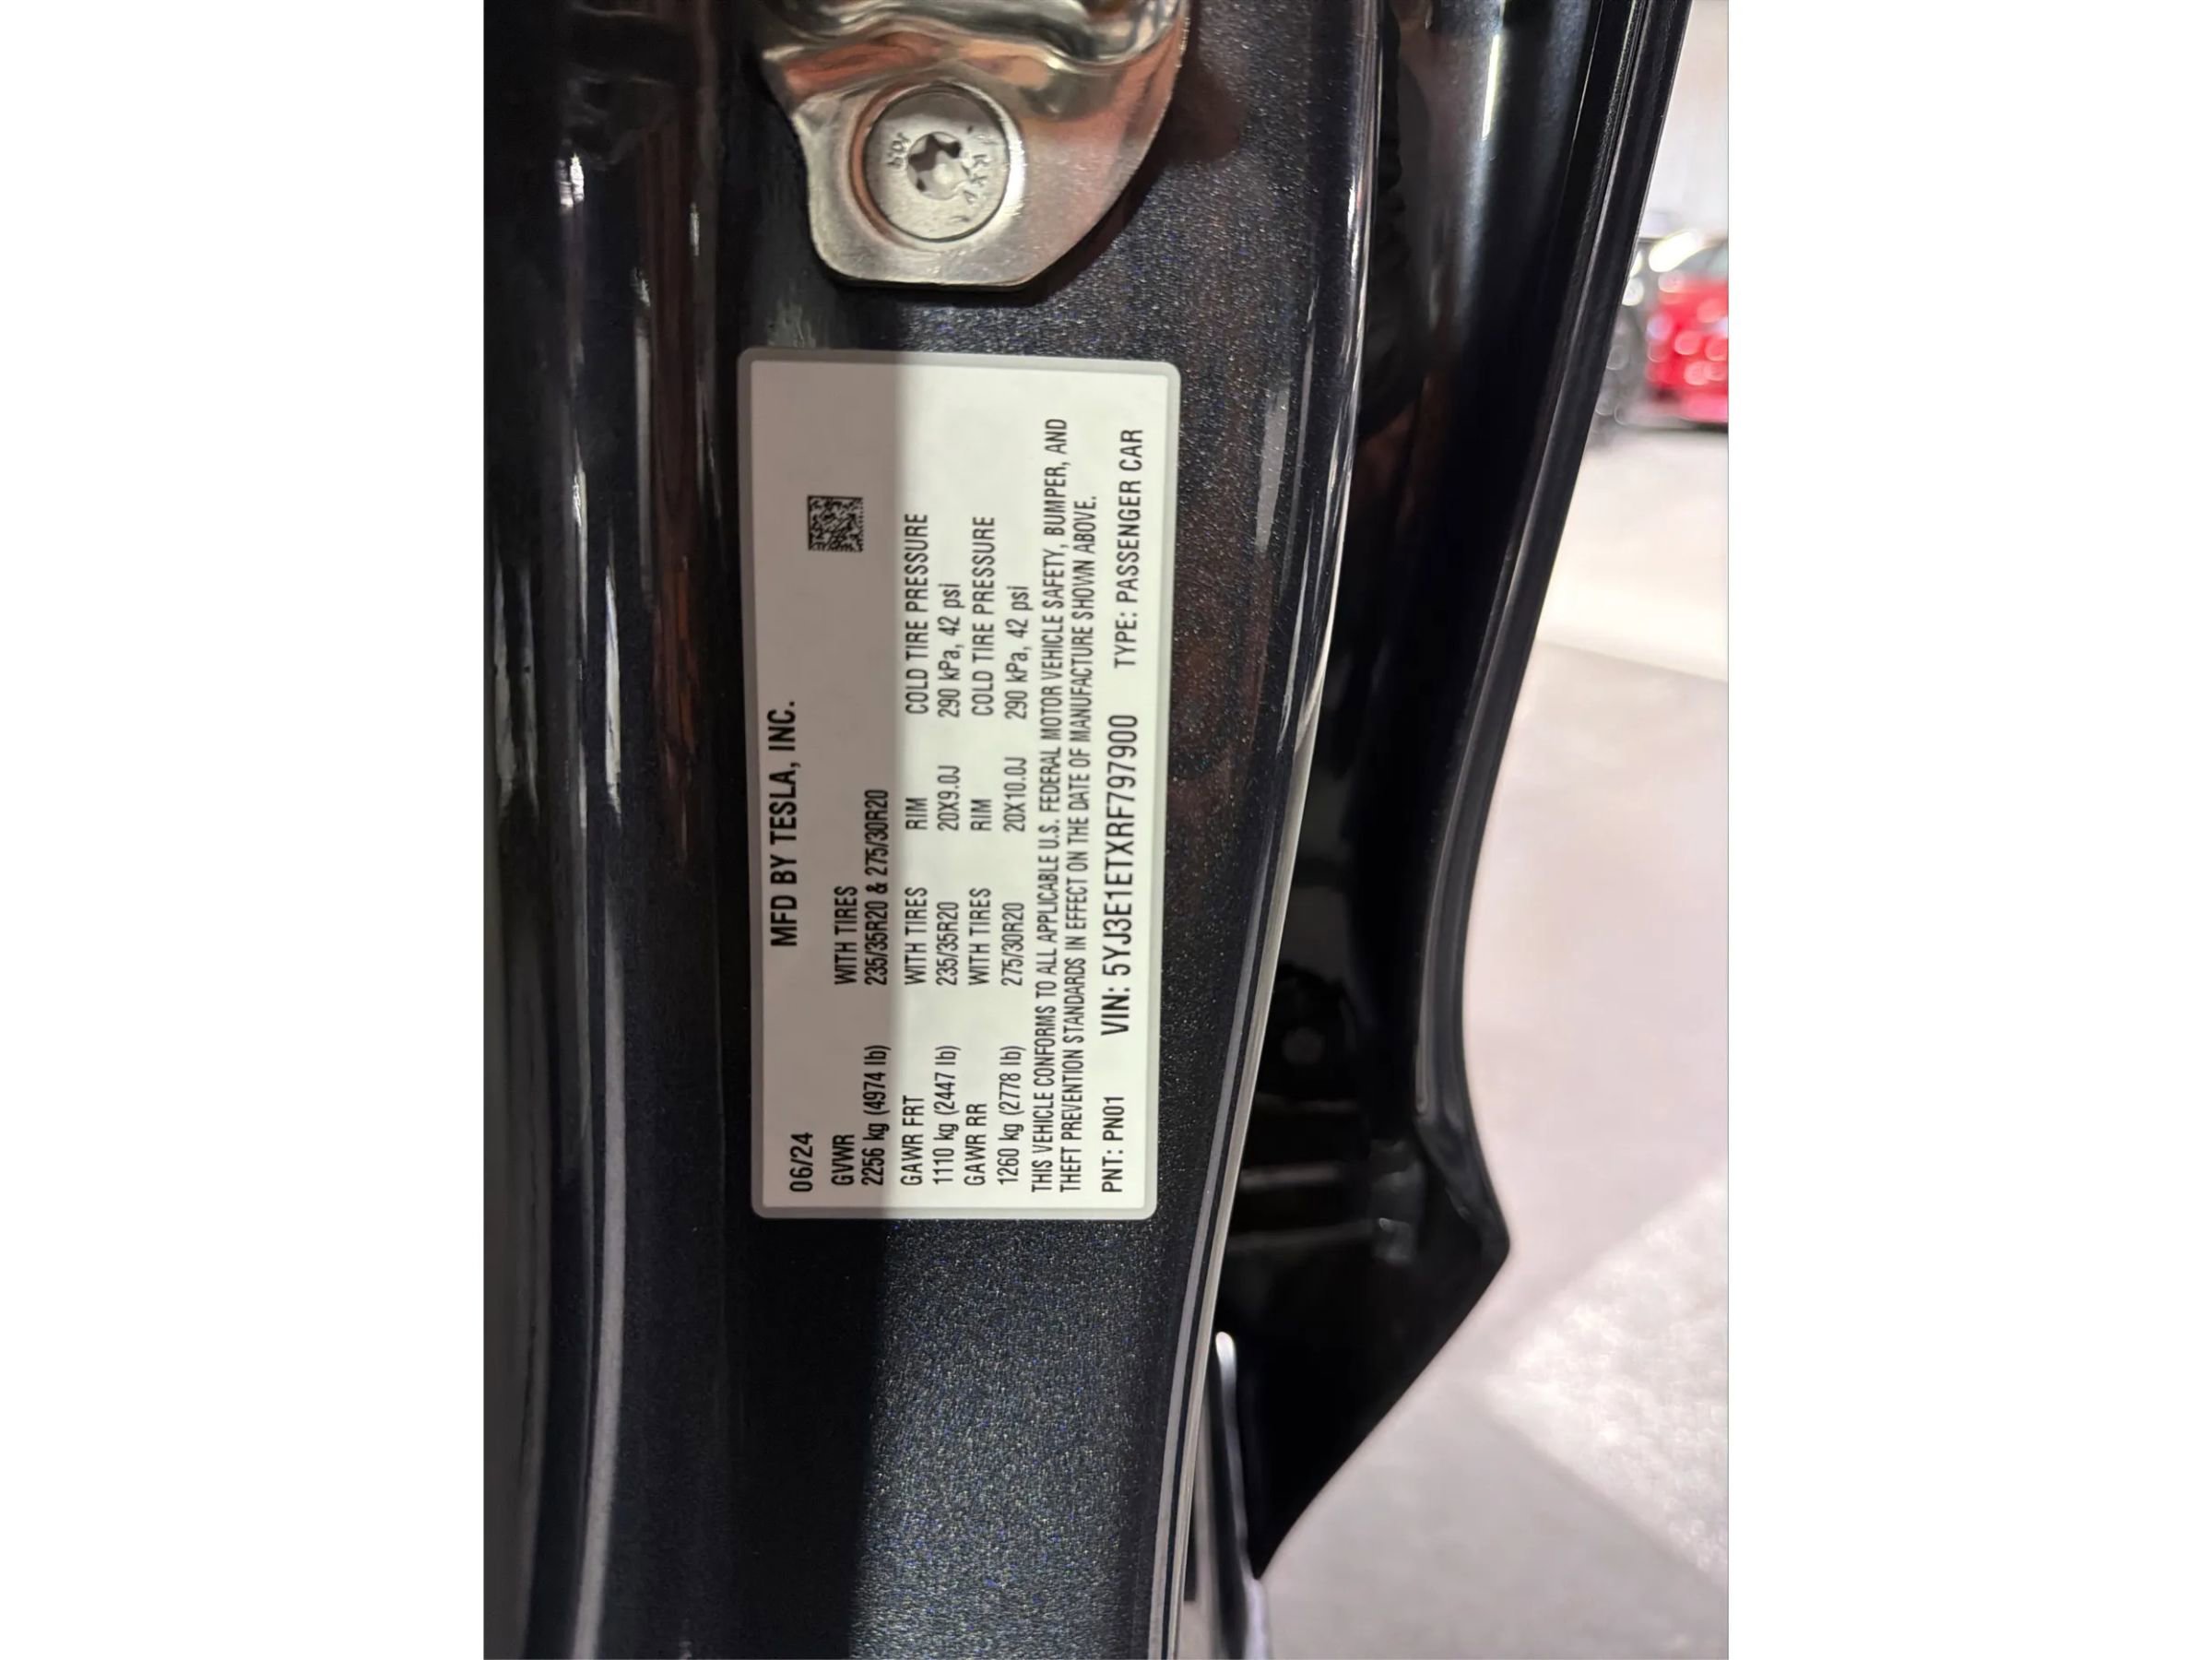 06/24 MFD BY TESLA, INC.
GVWR WITH TIRES
2256 kg (4974 lb) 235/35R20 & 275/30R20
GAWR FRT WITH TIRES RIM COLD TIRE PRESSURE
1110 kg (2447 lb) 235/35R20 20X9.0J 290 kPa, 42 psi
GAWR RR WITH TIRES RIM COLD TIRE PRESSURE
1260 kg (2778 lb) 275/30R20 20X10.0J 290 kPa, 42 psi
THIS VEHICLE CONFORMS TO ALL APPLICABLE U.S. FEDERAL MOTOR VEHICLE SAFETY, BUMPER, AND
THEFT PREVENTION STANDARDS IN EFFECT ON THE DATE OF MANUFACTURE SHOWN ABOVE.
PNT: PN01 VIN: 5YJ3E1ETXRF797900 TYPE: PASSENGER CAR